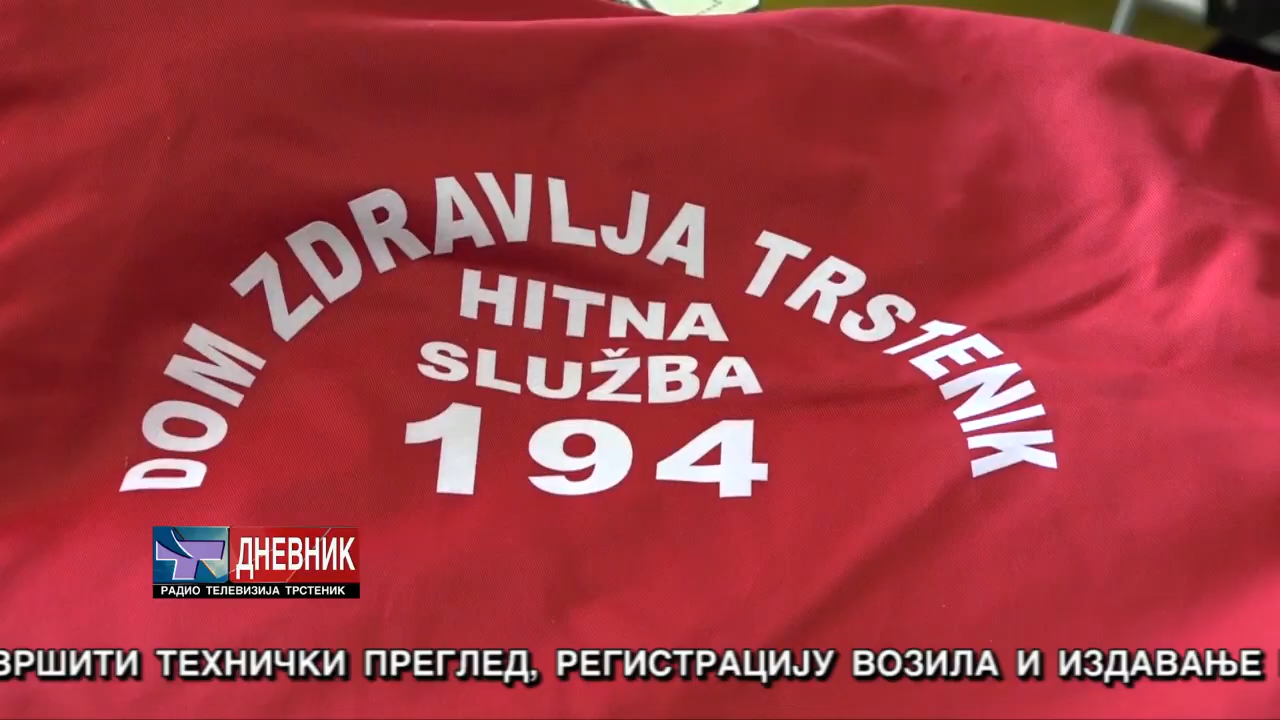 DOM ZDRAVLJA TRSTENIK
HITNA
SLUŽBA
194
ДНЕВНИК
РАДИО ТЕЛЕВИЗИЈА ТРСТЕНИК
ВРШИТИ ТЕХНИЧКИ ПРЕГЛЕД, РЕГИСТРАЦИЈУ ВОЗИЛА И ИЗДАВАЊЕ